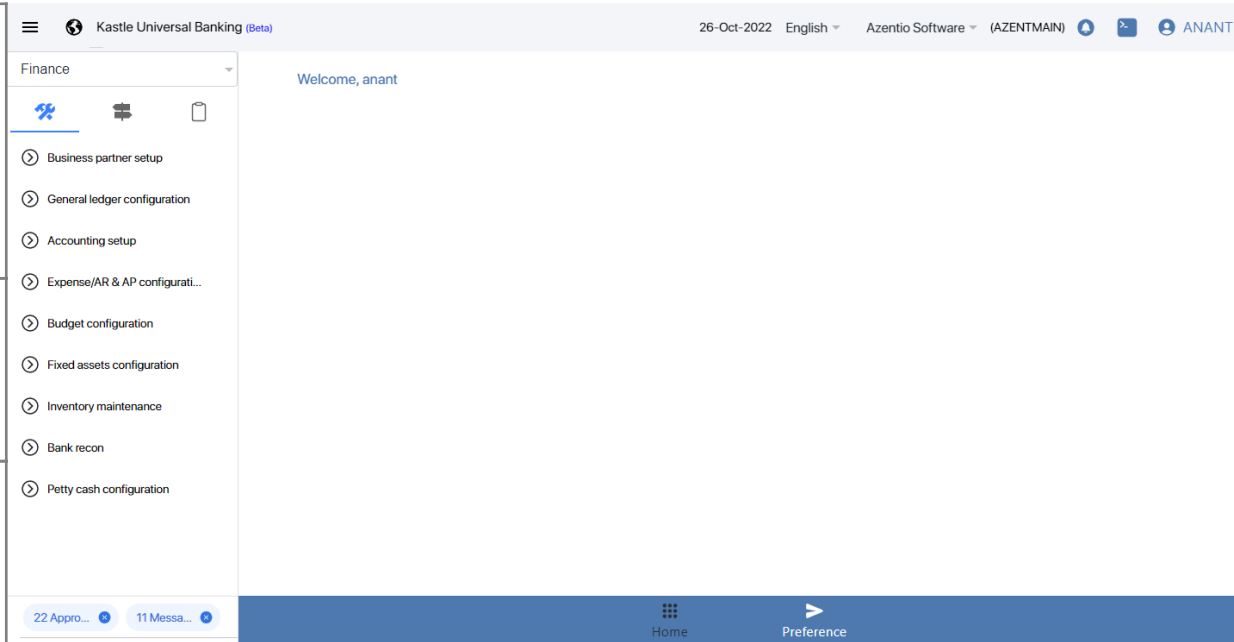 Kastle Universal Banking (Beta) 26-Oct-2022 English Azentio Software (AZENTMAIN) ANANT
Finance
Welcome, anant
Business partner setup
General ledger configuration
Accounting setup
Expense/AR & AP configurati...
Budget configuration
Fixed assets configuration
Inventory maintenance
Bank recon
Petty cash configuration
22 Appro... 11 Messa...
Home Preference